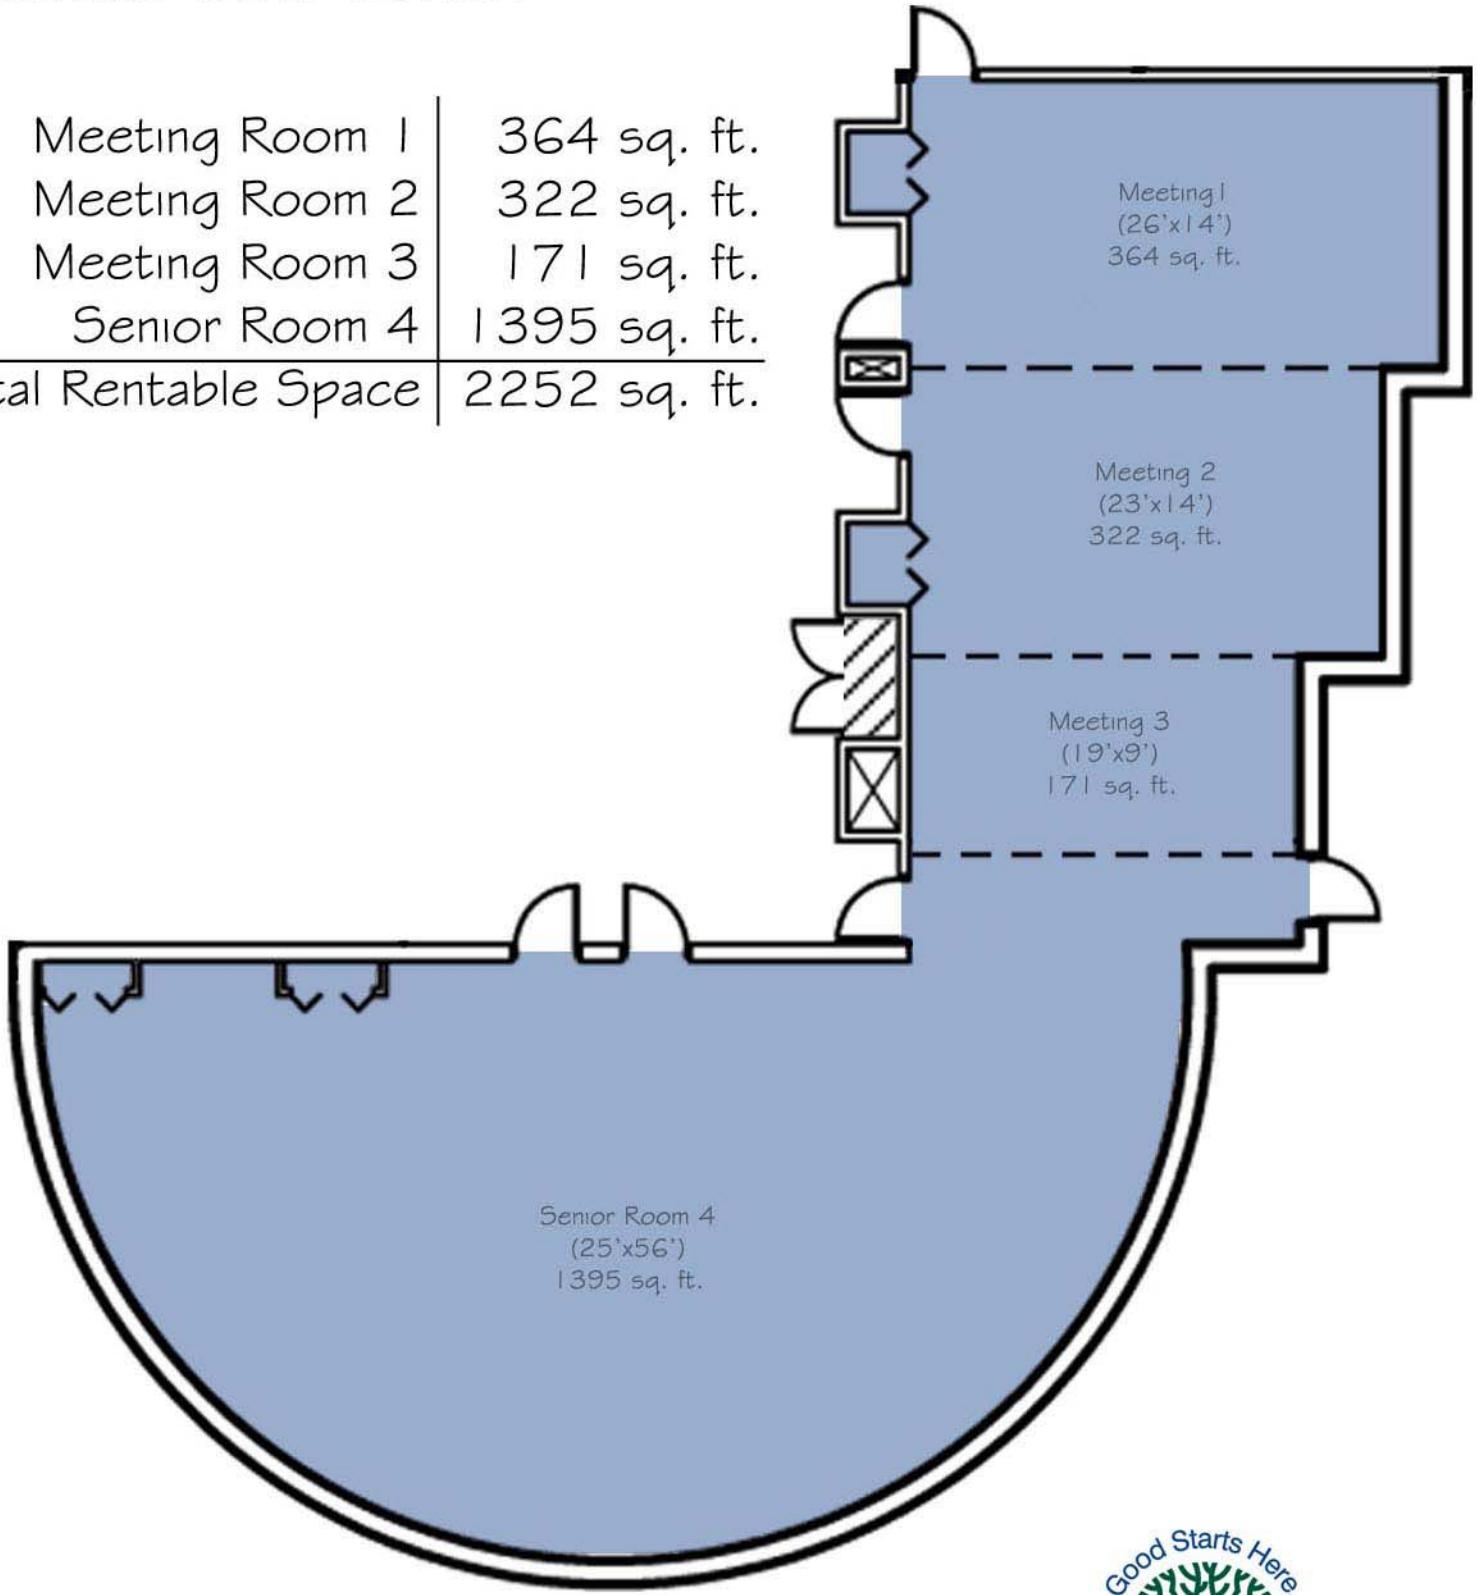 Meeting Room 1 364 sq. ft.
Meeting Room 2 322 sq. ft.
Meeting Room 3 171 sq. ft.
Senior Room 4 1395 sq. ft.
Rentable Space 2252 sq. ft.
Meeting1
(26'x14')
364 sq. ft.
Meeting 2
(23'x14')
322 sq. ft.
Meeting 3
(19'x9')
171 sq. ft.
Senior Room 4
(25'x56')
1395 sq. ft.
Good Starts Here